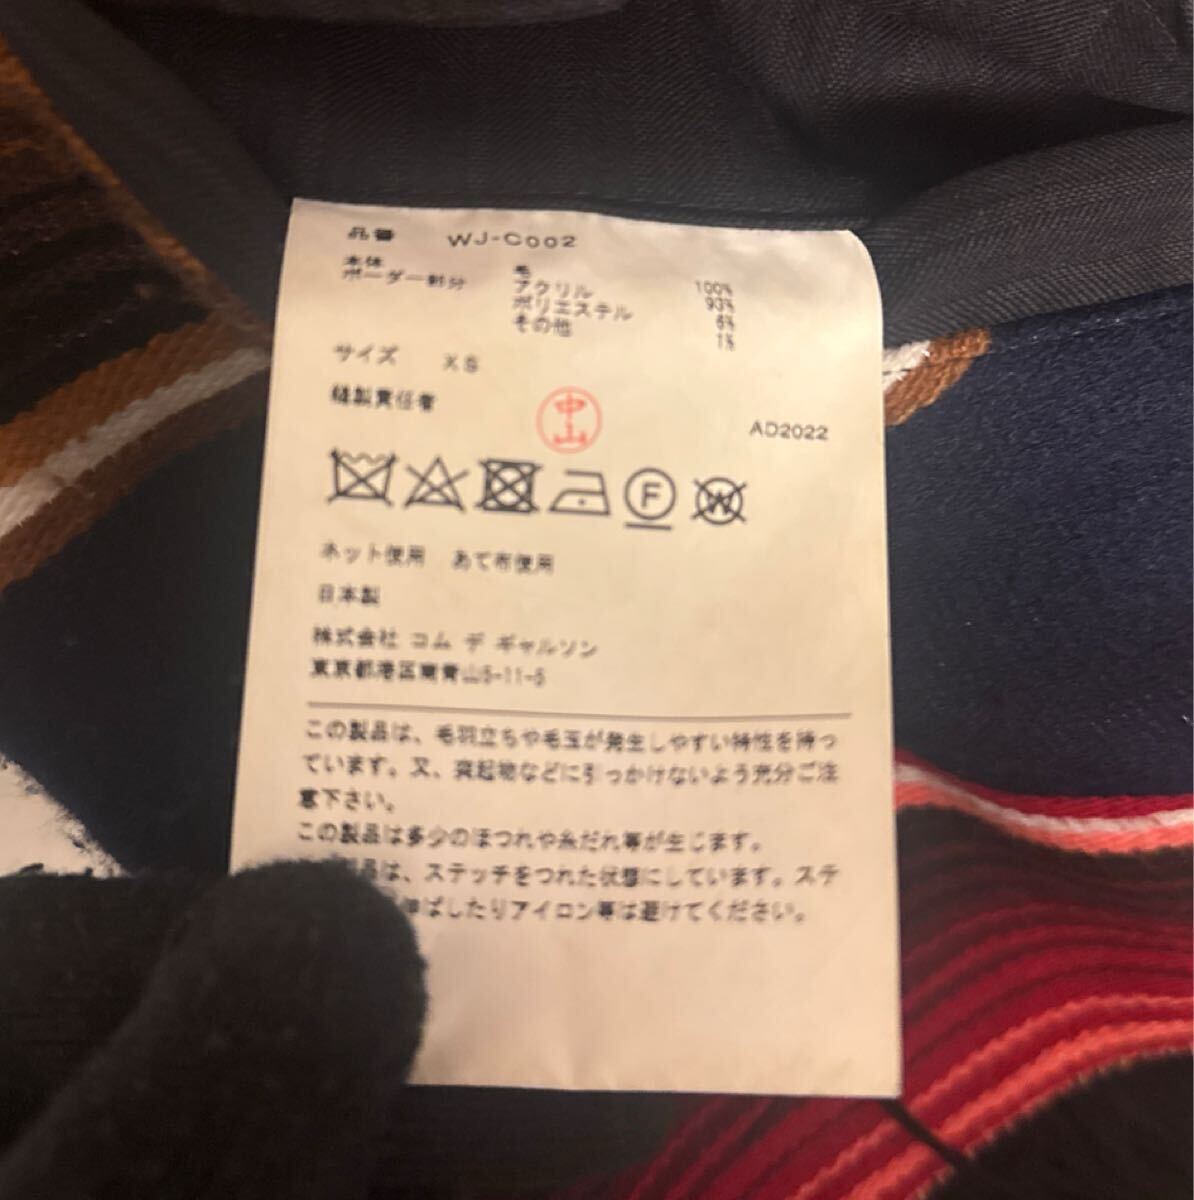 品番 WJ-C002
本体 毛 100%
ボーダー部分 アクリル 93%
ポリエステル 6%
その他 1%
サイズ XS
縫製責任者 中山 AD2022
F W
ネット使用 あて布使用
日本製
株式会社 コム デ ギャルソン
東京都港区南青山5-11-5
この製品は、毛羽立ちや毛玉が発生しやすい特性を持っ
ています。又、突起物などに引っかけないよう充分ご注
意下さい。
この製品は多少のほつれや糸だれ等が生じます。
製品は、ステッチをつれた状態にしています。ステ
伸ばしたりアイロン等は避けてください。